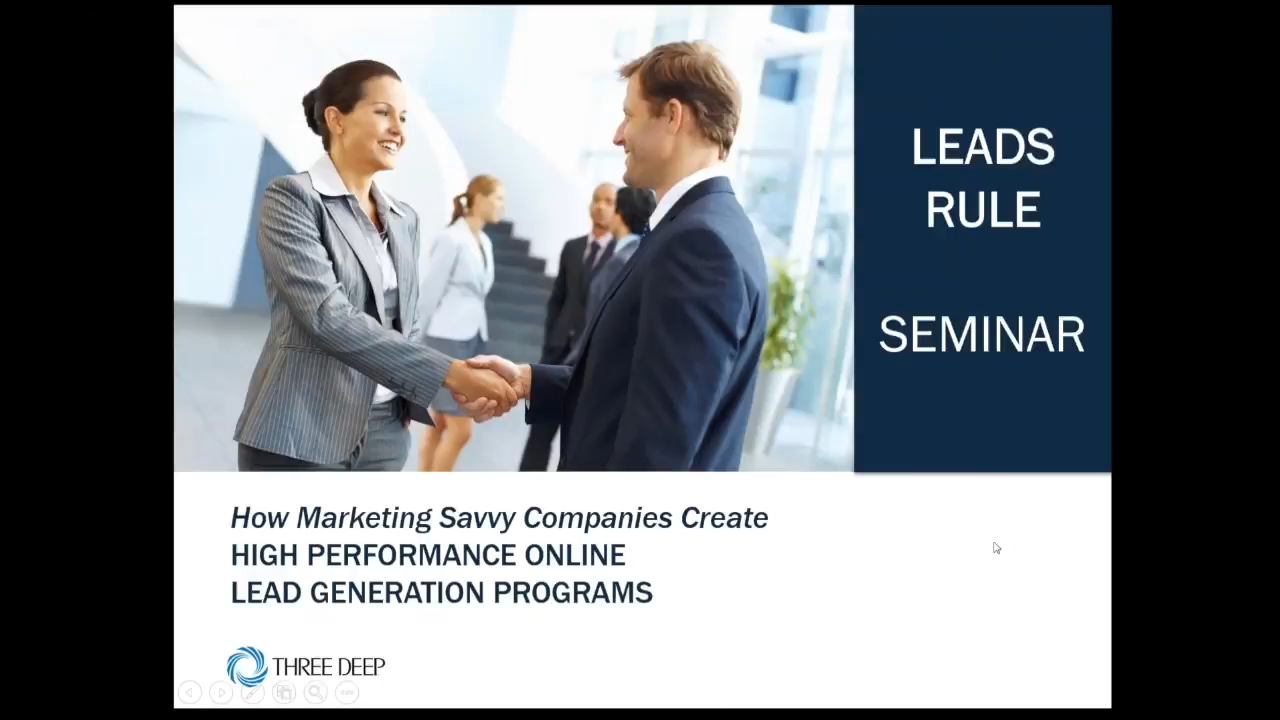 LEADS
RULE
SEMINAR
How Marketing Savvy Companies Create
HIGH PERFORMANCE ONLINE
LEAD GENERATION PROGRAMS
THREE DEEP